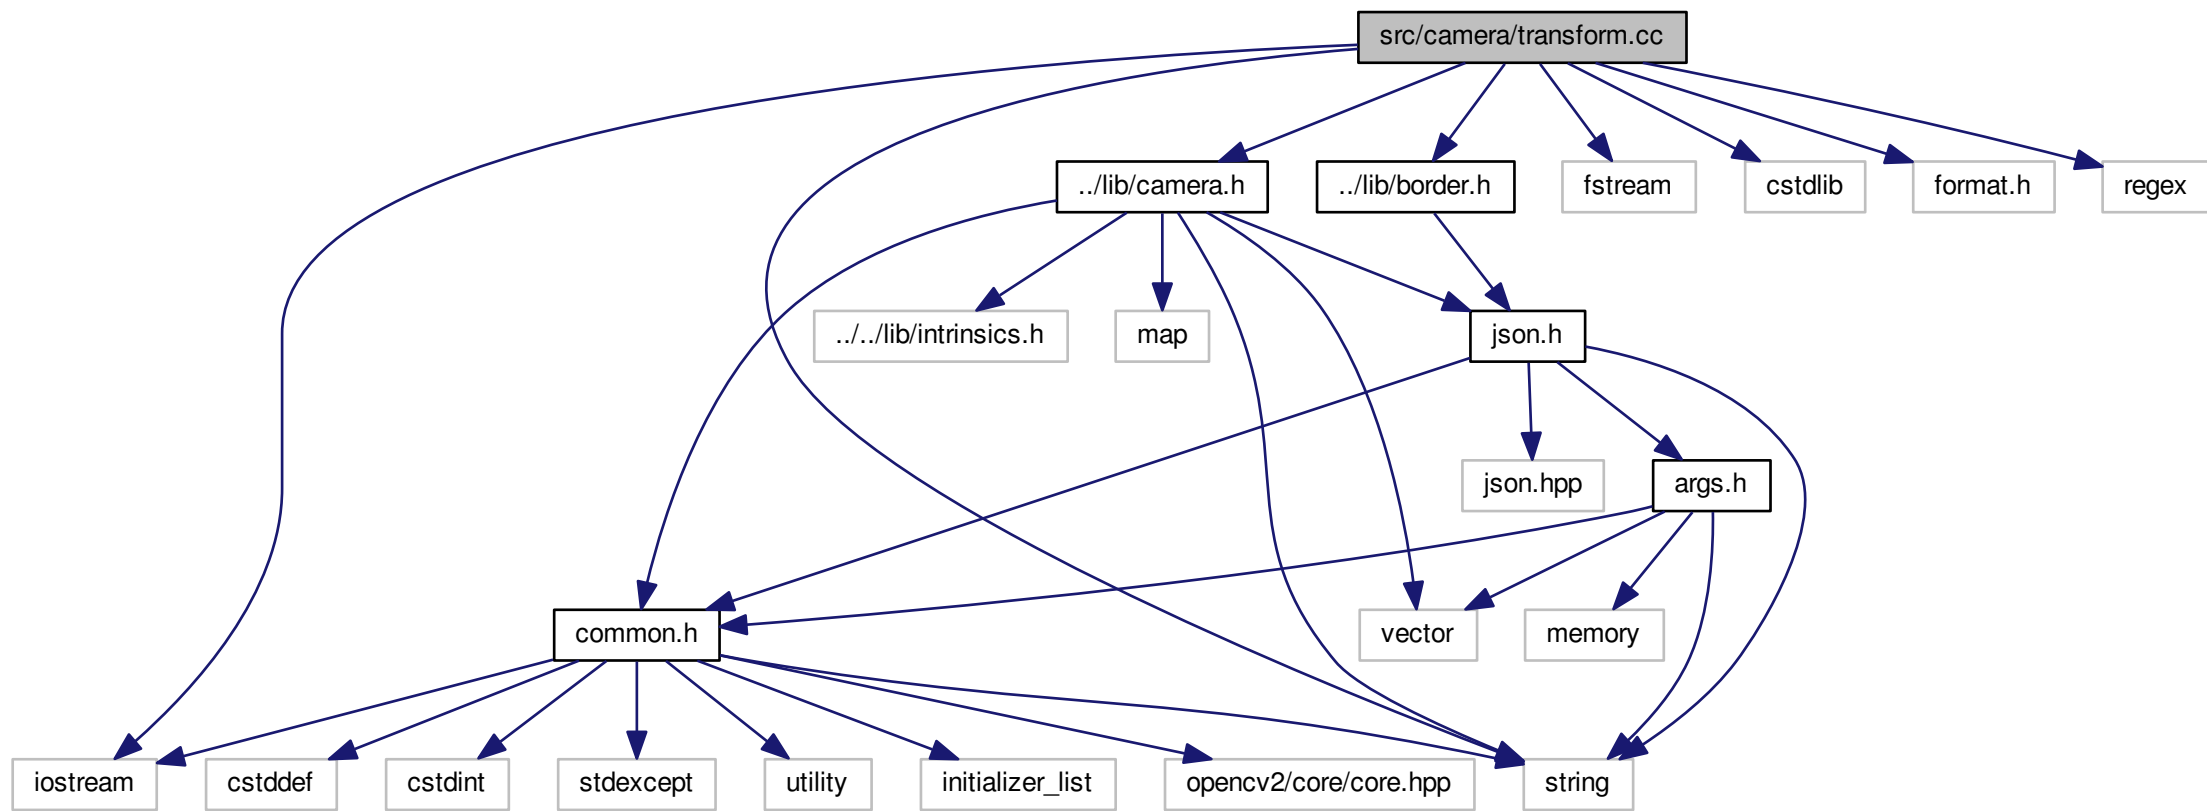 src/camera/transform.cc
../lib/camera.h
../lib/border.h
fstream
cstdlib
format.h
regex
../../lib/intrinsics.h
map
json.h
json.hpp
args.h
common.h
vector
memory
iostream
cstddef
cstdint
stdexcept
utility
initializer_list
opencv2/core/core.hpp
string